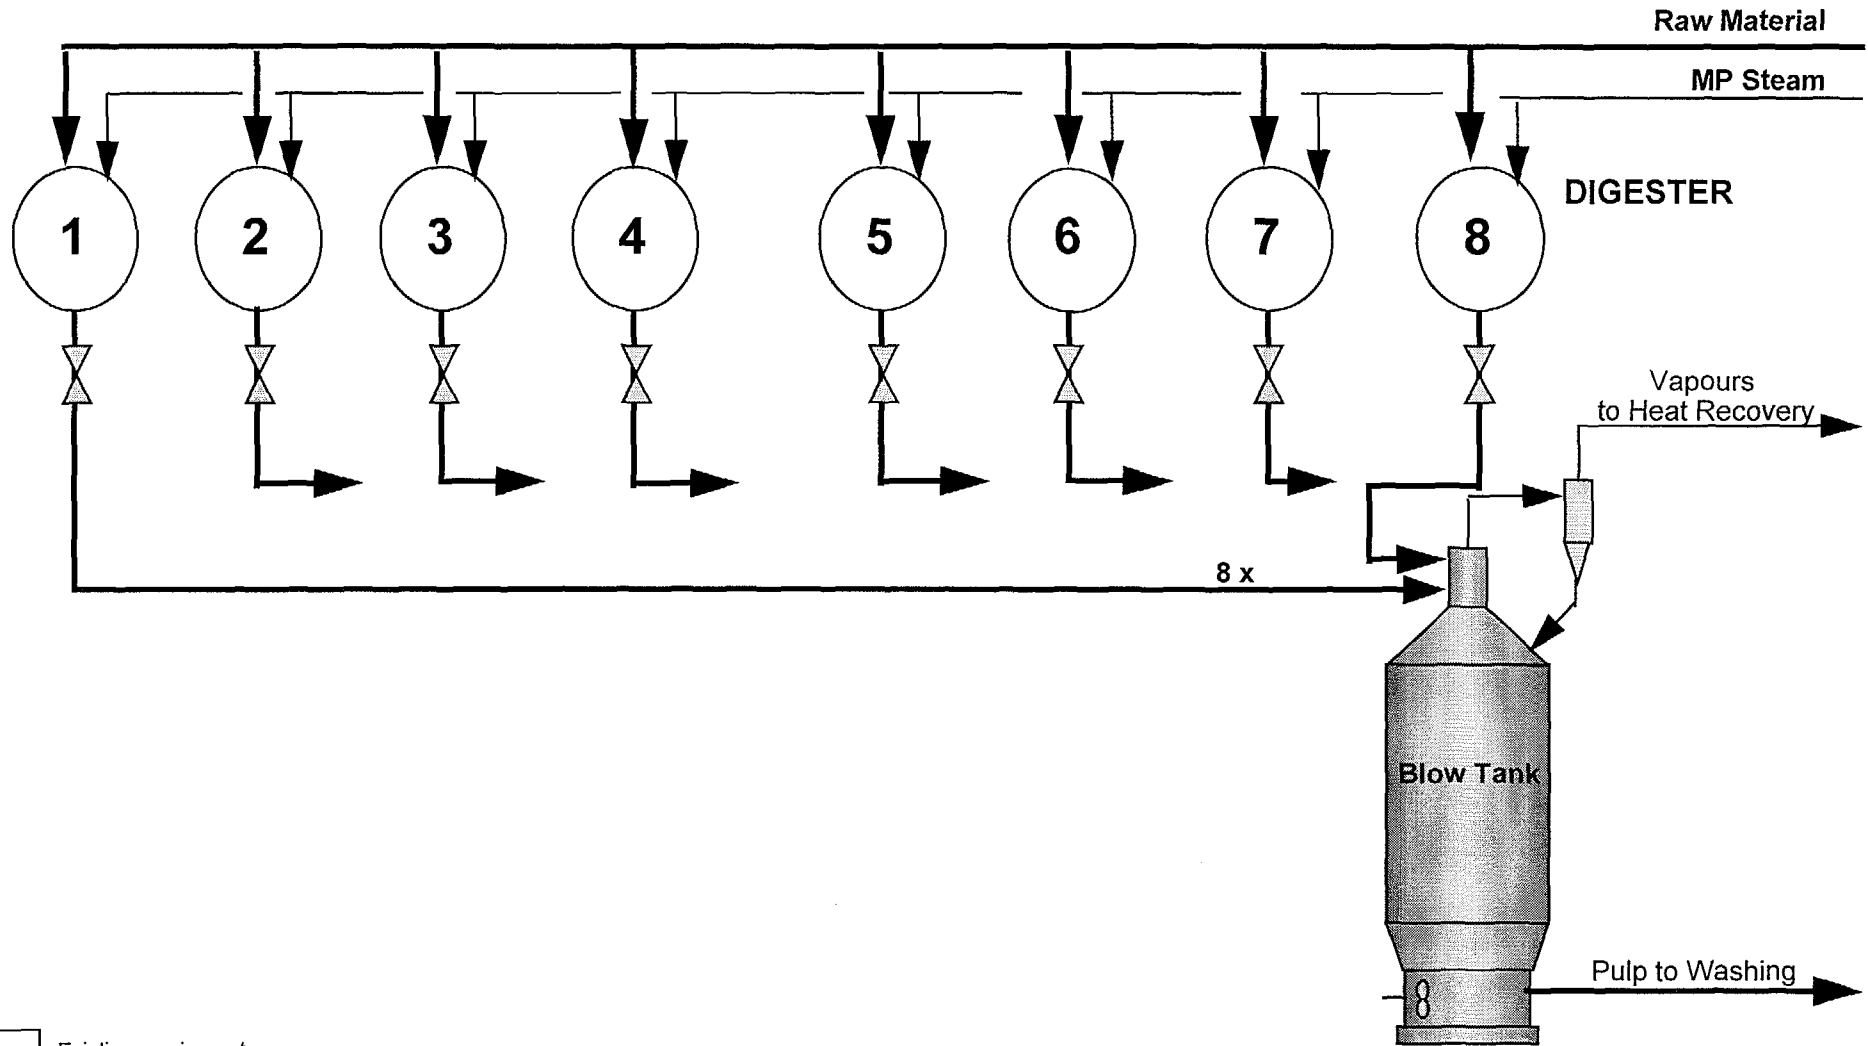 Raw Material
MP Steam
DIGESTER
1 2 3 4 5 6 7 8
Vapours
to Heat Recovery
8 x
Blow Tank
Pulp to Washing